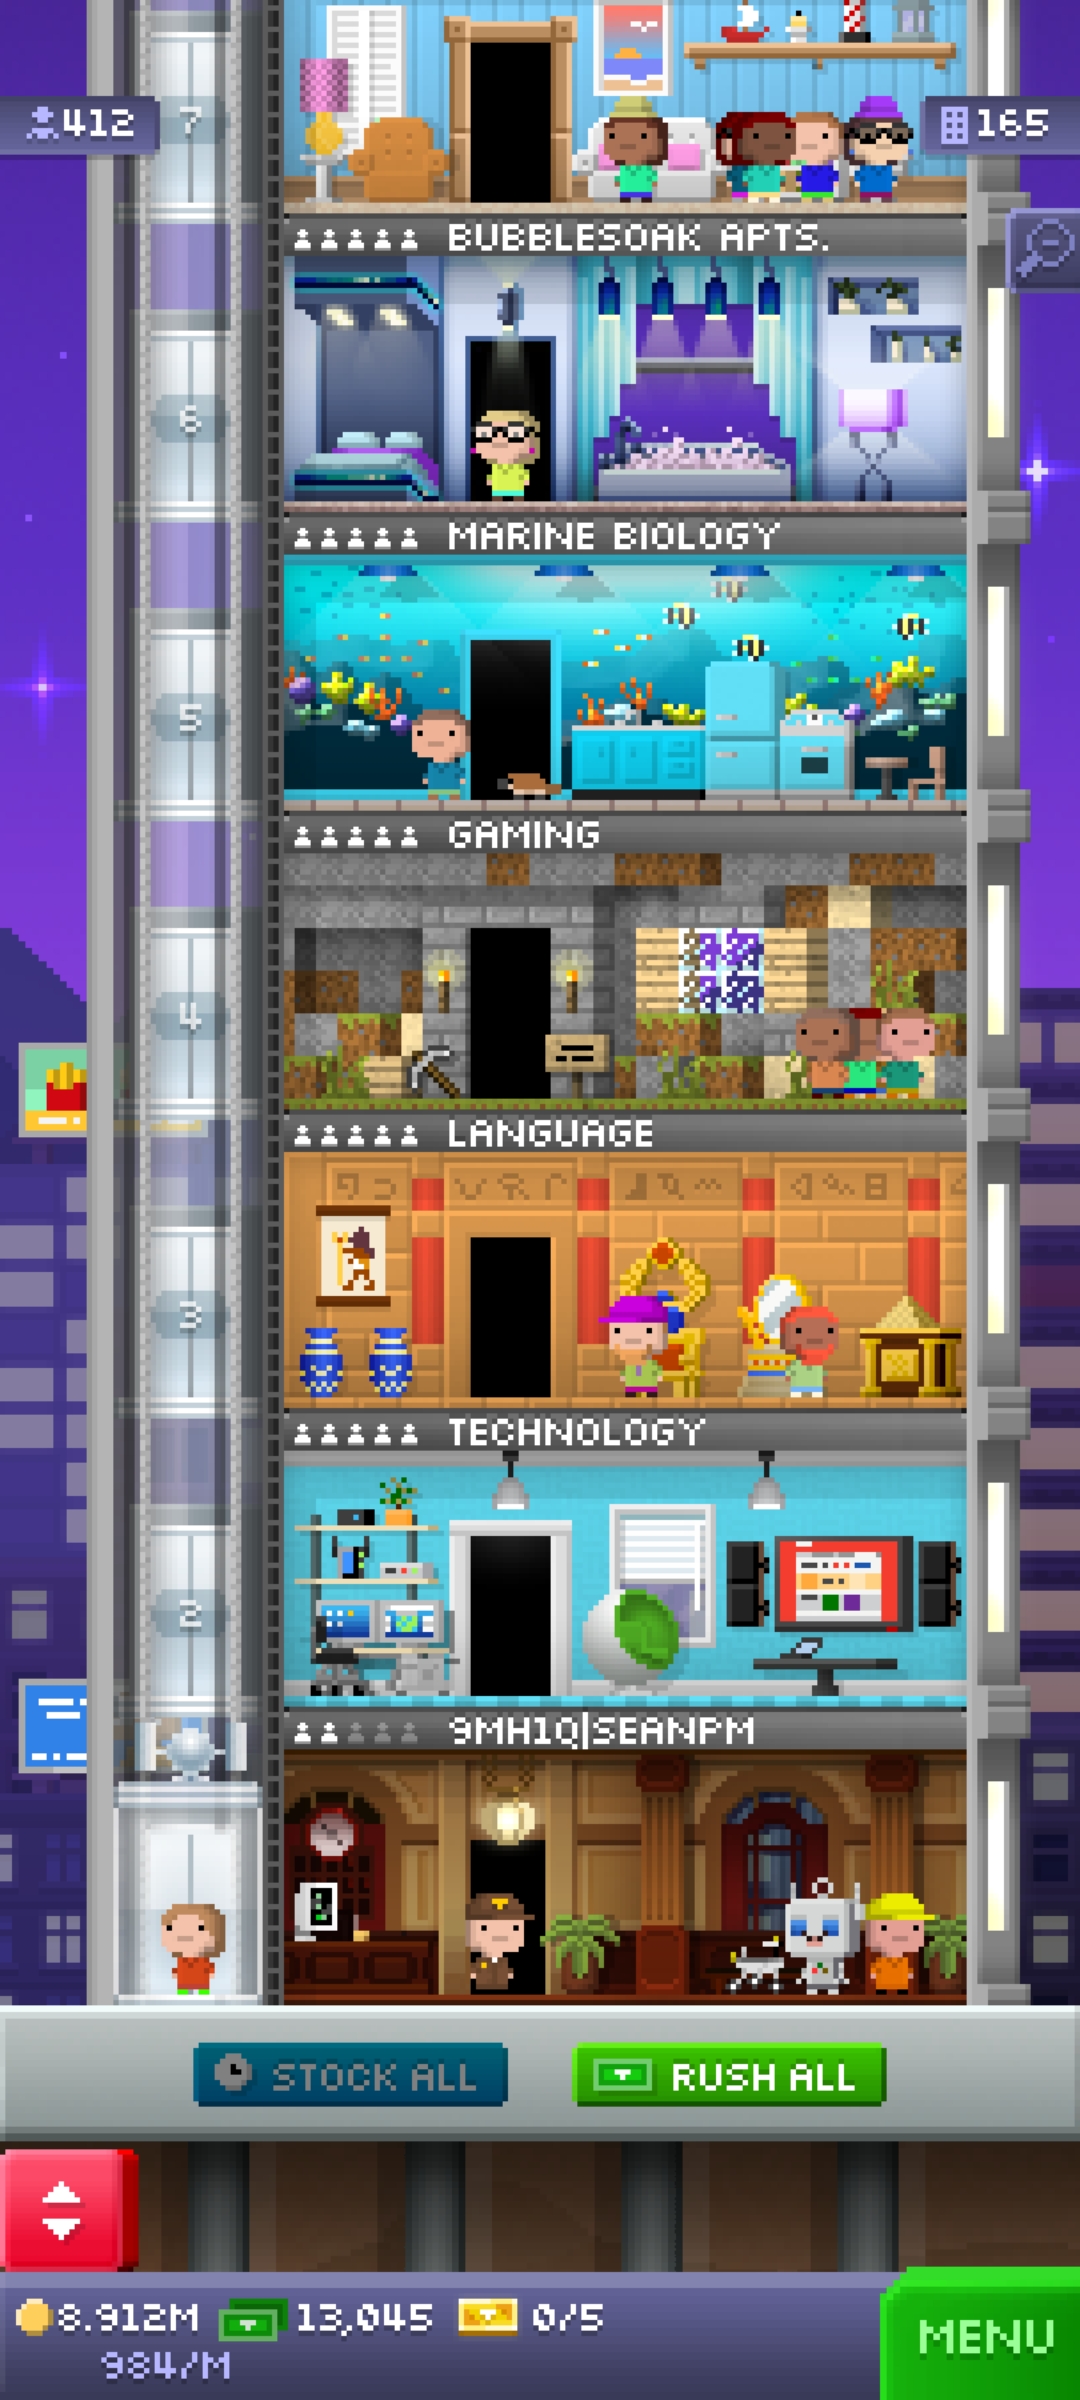 412
7
165
BUBBLESOAK APTS.
6
MARINE BIOLOGY
5
GAMING
4
LANGUAGE
3
TECHNOLOGY
2
9MH1Q|SEANPM
STOCK ALL
RUSH ALL
8.912M
13,045
0/5
984/M
MENU